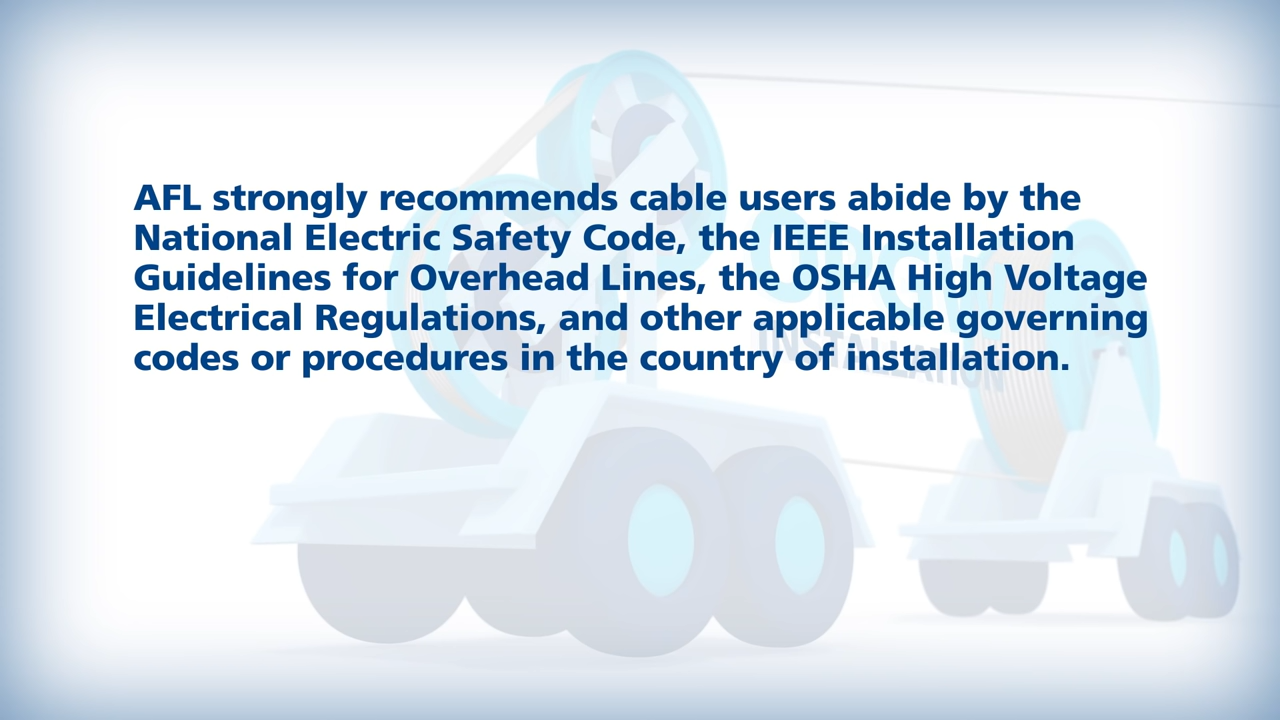 AFL strongly recommends cable users abide by the
National Electric Safety Code, the IEEE Installation
Guidelines for Overhead Lines, the OSHA High Voltage
Electrical Regulations, and other applicable governing
codes or procedures in the country of installation.
INSTALLATION